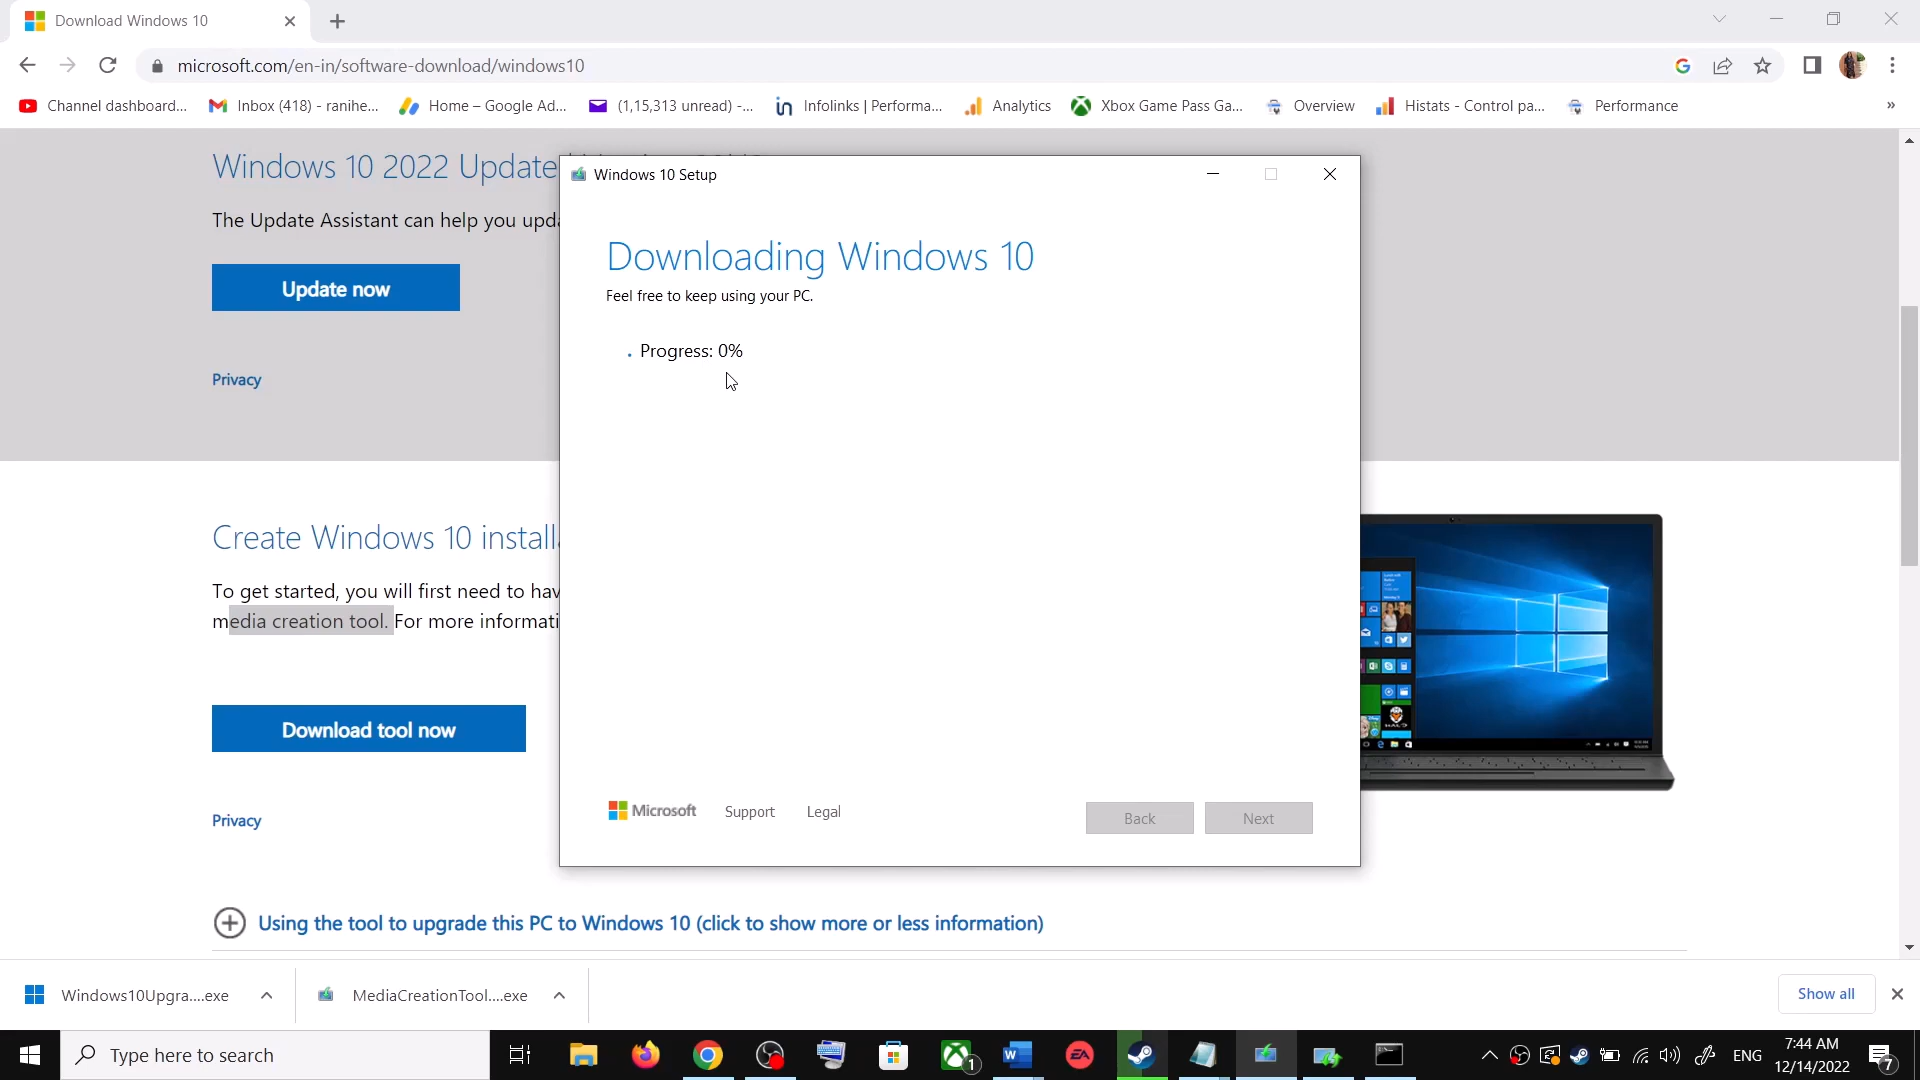 Download Windows 10
microsoft.com/en-in/software-download/windows10
Channel dashboard...
Inbox (418) - ranihe...
Home – Google Ad...
(1,15,313 unread) -...
Infolinks | Performa...
Analytics
Xbox Game Pass Ga...
Overview
Histats - Control pa...
Performance
»
Windows 10 2022 Update
The Update Assistant can help you upda
Update now
Privacy
Windows 10 Setup
Downloading Windows 10
Feel free to keep using your PC.
Progress: 0%
Microsoft
Support
Legal
Back
Next
Create Windows 10 installa
To get started, you will first need to hav
media creation tool. For more informati
Download tool now
Privacy
Using the tool to upgrade this PC to Windows 10 (click to show more or less information)
Windows10Upgra....exe
MediaCreationTool....exe
Show all
Type here to search
1
ENG
7:44 AM
12/14/2022
7